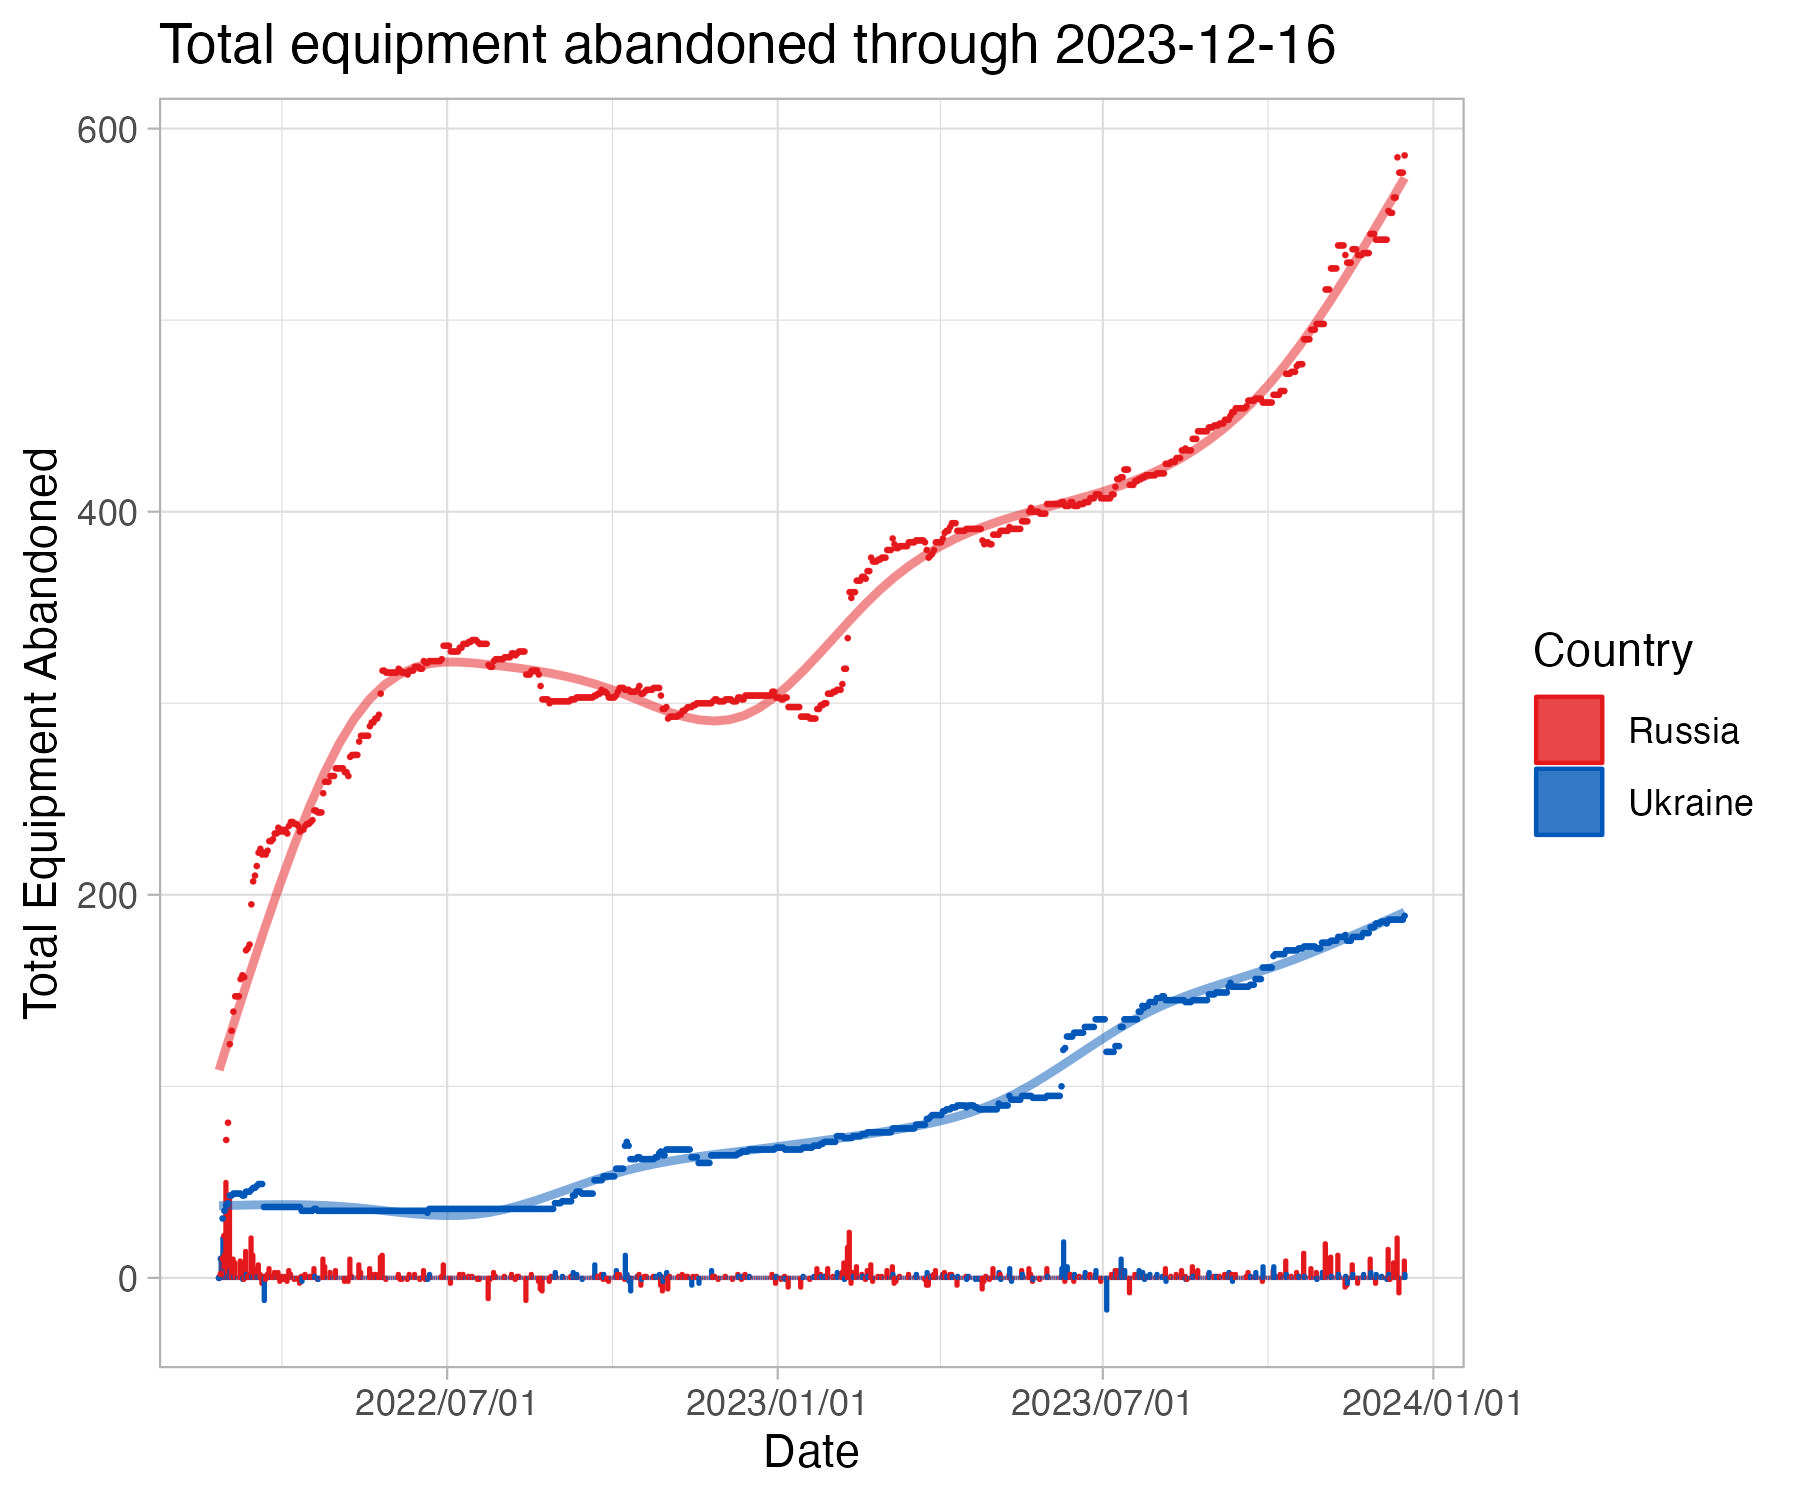 Total equipment abandoned through 2023-12-16
Total Equipment Abandoned
600
400
200
0
2022/07/01
2023/01/01
2023/07/01
2024/01/01
Date
Country
Russia
Ukraine